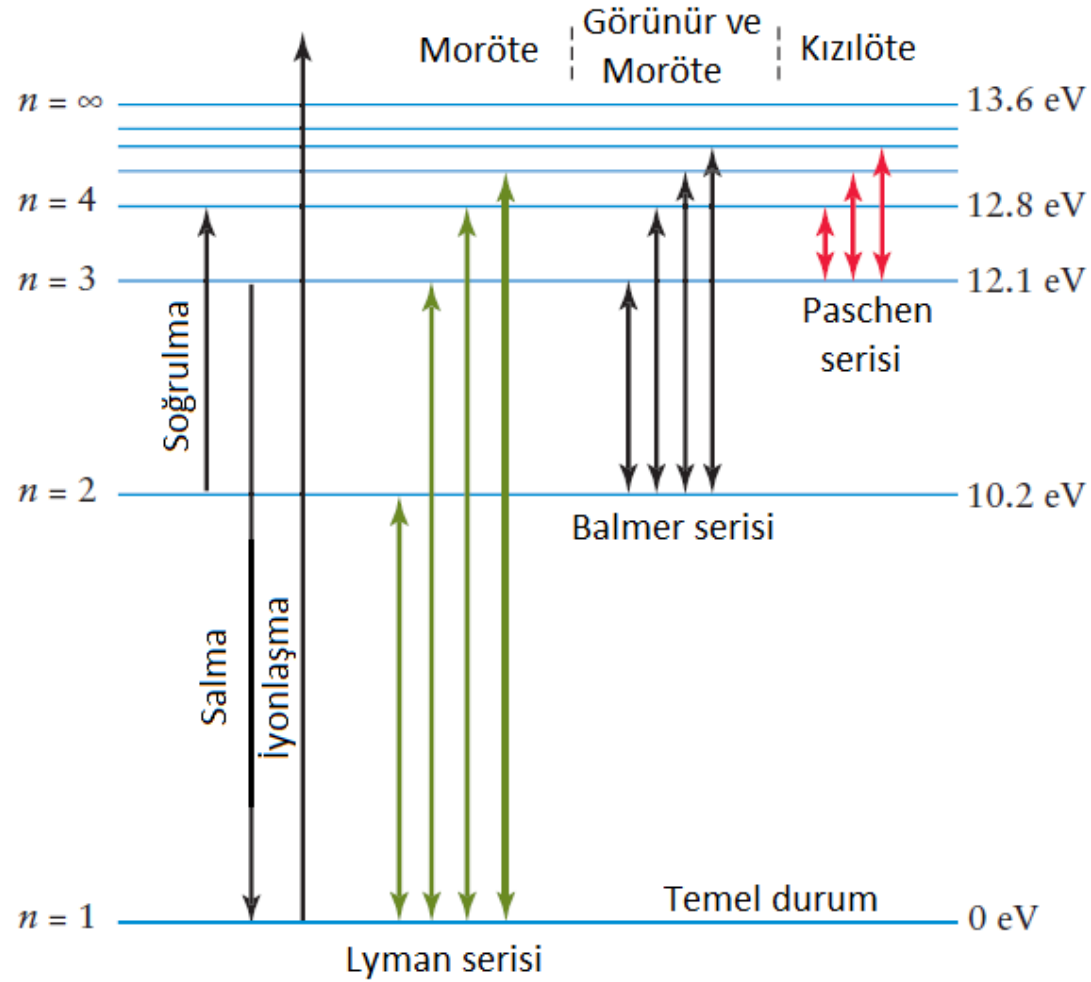 Moröte
Görünür ve
Moröte
Kızılöte
n = ∞
13.6 eV
n = 4
12.8 eV
n = 3
12.1 eV
Soğrulma
Paschen
serisi
n = 2
10.2 eV
Balmer serisi
Salma
İyonlaşma
Temel durum
n = 1
0 eV
Lyman serisi